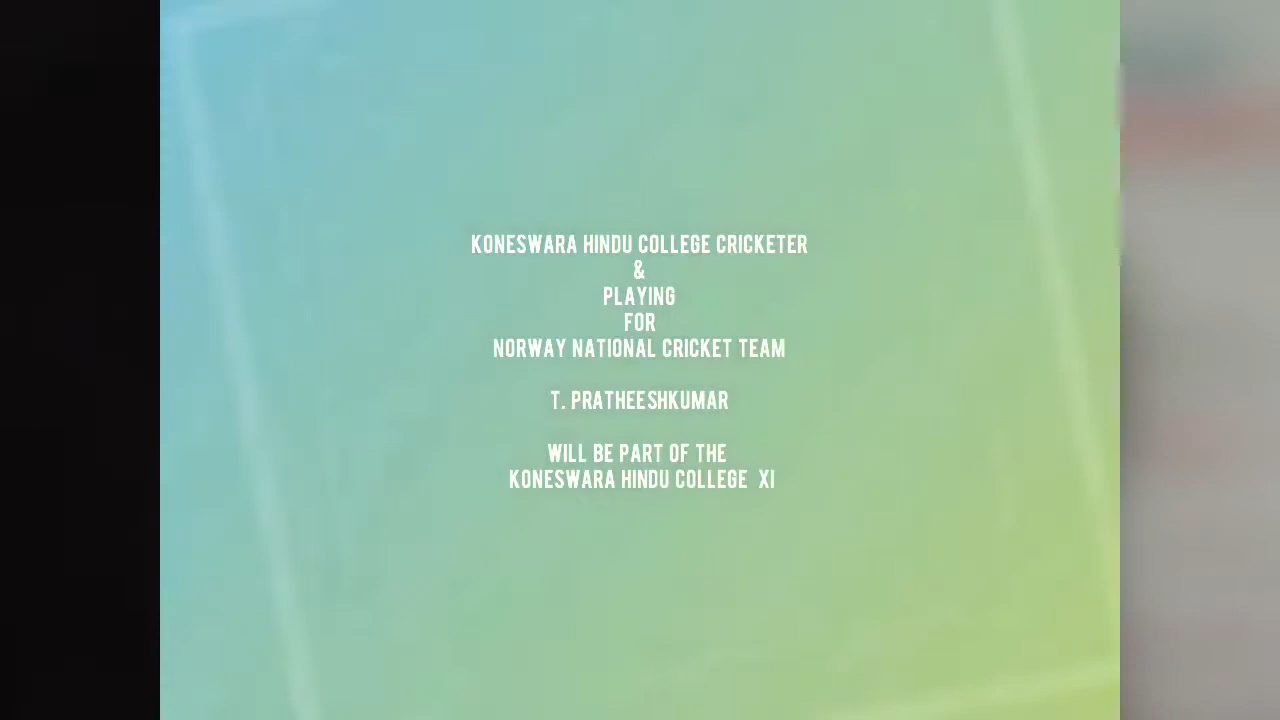 KONESWARA HINDU COLLEGE CRICKETER
&
PLAYING
FOR
NORWAY NATIONAL CRICKET TEAM
T. PRATHEESHKUMAR
WILL BE PART OF THE
KONESWARA HINDU COLLEGE XI